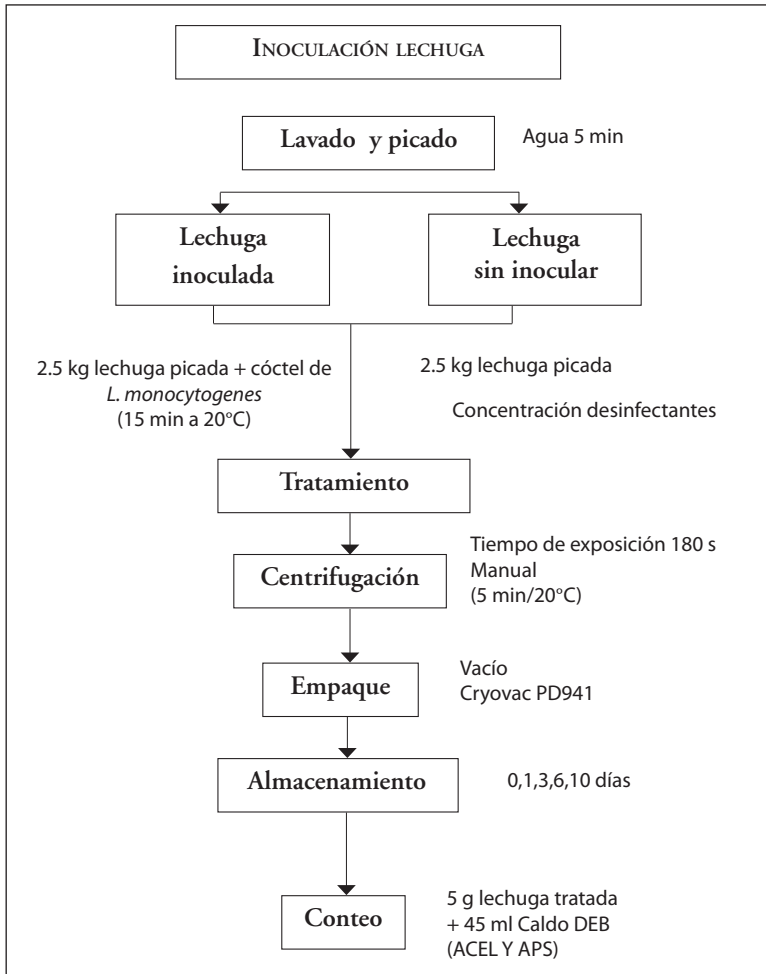 INOCULACIÓN LECHUGA
Lavado y picado
Agua 5 min
Lechuga
inoculada
Lechuga
sin inocular
2.5 kg lechuga picada + cóctel de
L. monocytogenes
(15 min a 20°C)
2.5 kg lechuga picada
Concentración desinfectantes
Tratamiento
Tiempo de exposición 180 s
Manual
(5 min/20°C)
Centrifugación
Empaque
Vacío
Cryovac PD941
Almacenamiento
0,1,3,6,10 días
Conteo
5 g lechuga tratada
+ 45 ml Caldo DEB
(ACEL Y APS)